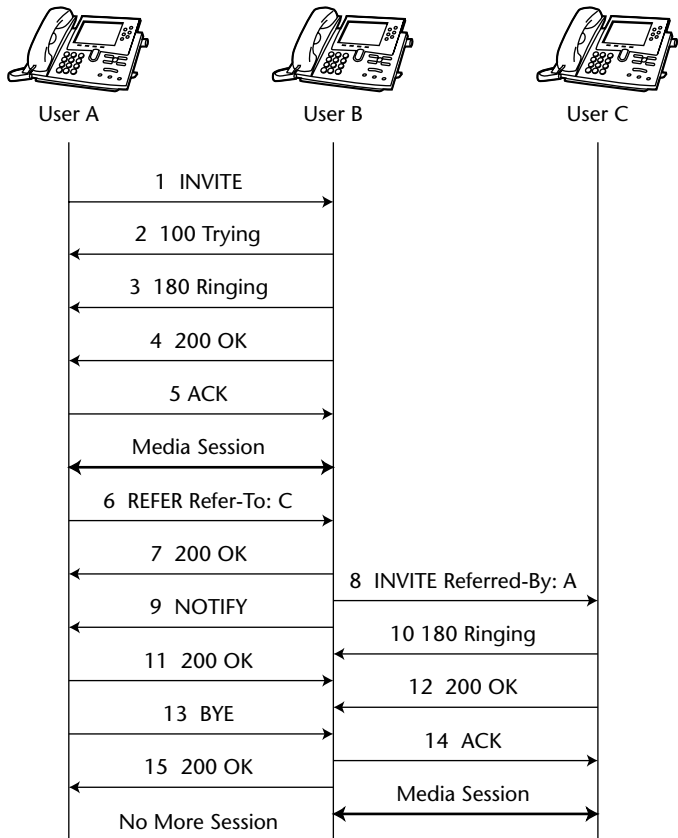 User A
User B
User C
1 INVITE
2 100 Trying
3 180 Ringing
4 200 OK
5 ACK
Media Session
6 REFER Refer-To: C
7 200 OK
8 INVITE Referred-By: A
9 NOTIFY
10 180 Ringing
11 200 OK
12 200 OK
13 BYE
14 ACK
15 200 OK
Media Session
No More Session